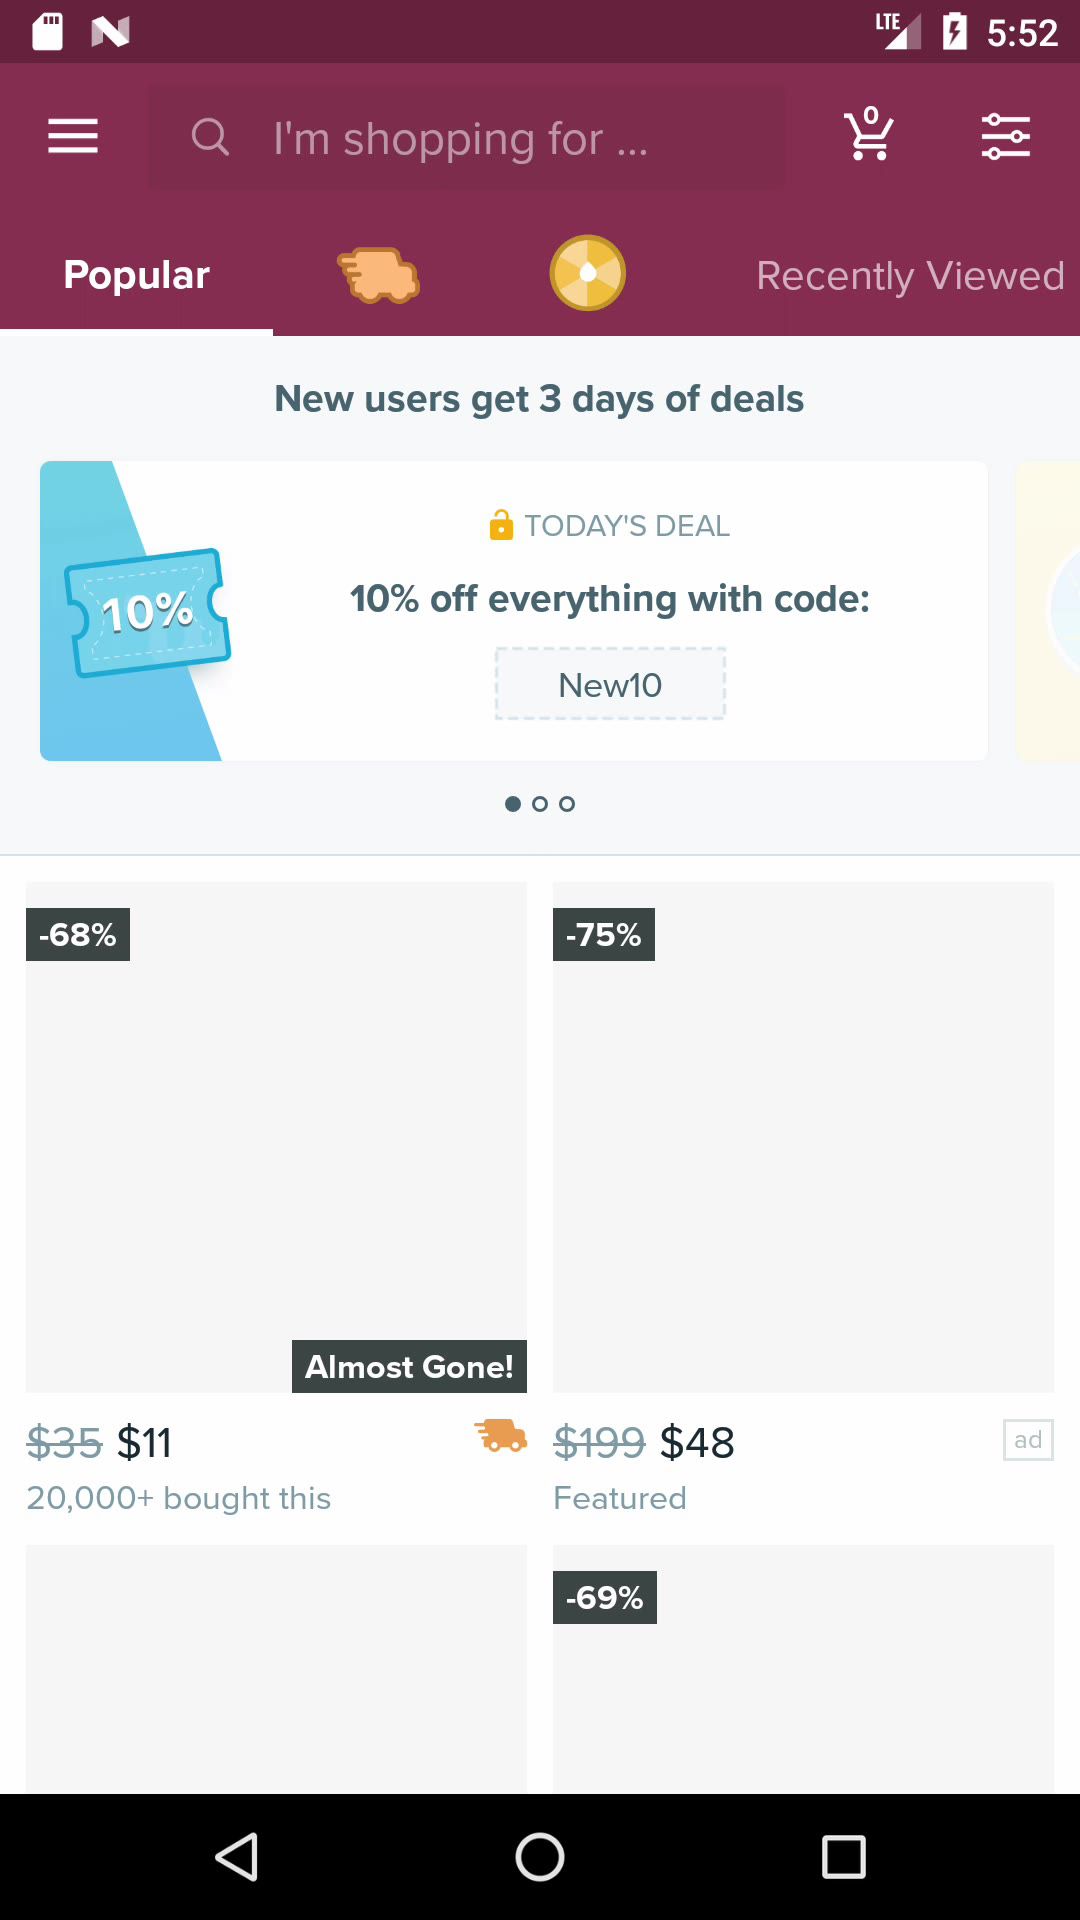 LTE 5:52
I'm shopping for ...
0
Popular
Recently Viewed
New users get 3 days of deals
10%
TODAY'S DEAL
10% off everything with code:
New10
-68%
-75%
Almost Gone!
$35 $11
$199 $48
ad
20,000+ bought this
Featured
-69%